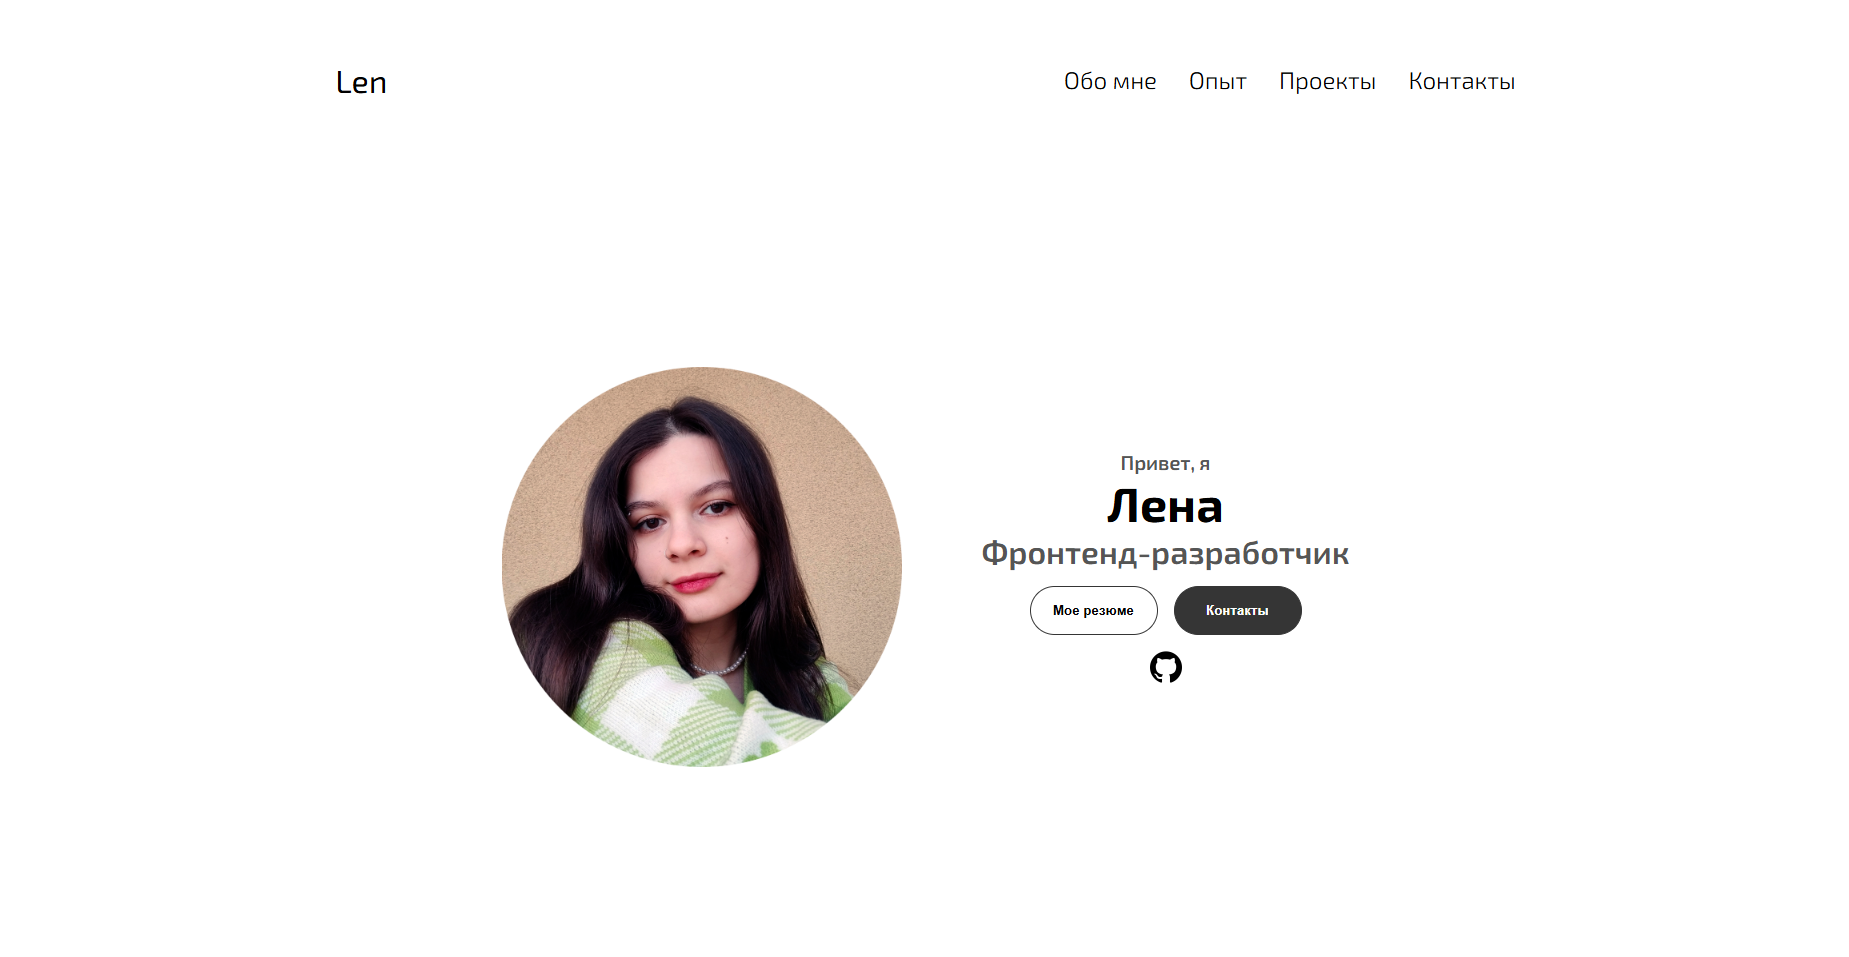 Len
Обо мне Опыт Проекты Контакты
Привет, я
Лена
Фронтенд-разработчик
Мое резюме Контакты